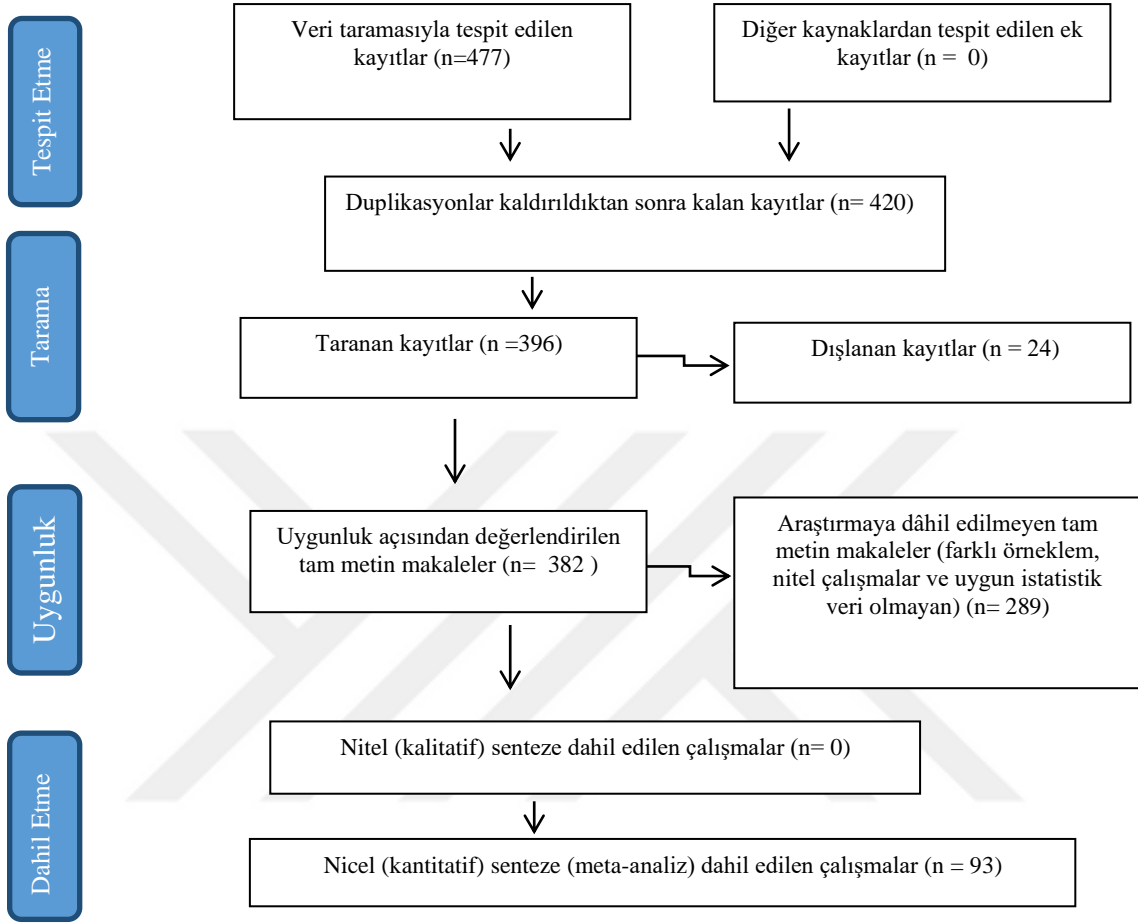 Tespit Etme
Veri taramasıyla tespit edilen
kayıtlar (n=477)
Diğer kaynaklardan tespit edilen ek
kayıtlar (n = 0)
Duplikasyonlar kaldırıldıktan sonra kalan kayıtlar (n= 420)
Tarama
Taranan kayıtlar (n =396)
Dışlanan kayıtlar (n = 24)
Uygunluk
Uygunluk açısından değerlendirilen
tam metin makaleler (n= 382 )
Araştırmaya dâhil edilmeyen tam
metin makaleler (farklı örneklem,
nitel çalışmalar ve uygun istatistik
veri olmayan) (n= 289)
Dahil Etme
Nitel (kalitatif) senteze dahil edilen çalışmalar (n= 0)
Nicel (kantitatif) senteze (meta-analiz) dahil edilen çalışmalar (n = 93)